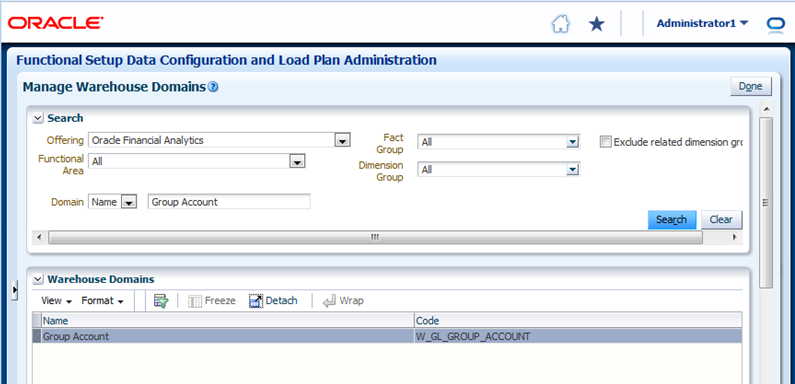 ORACLE
Administrator1
Functional Setup Data Configuration and Load Plan Administration
Manage Warehouse Domains
Done
Search
Offering Oracle Financial Analytics Fact Group All Exclude related dimension gr
Functional Area All
Dimension Group All
Domain Name Group Account
Search Clear
Warehouse Domains
View Format Freeze Detach Wrap
Name Code
Group Account W_GL_GROUP_ACCOUNT